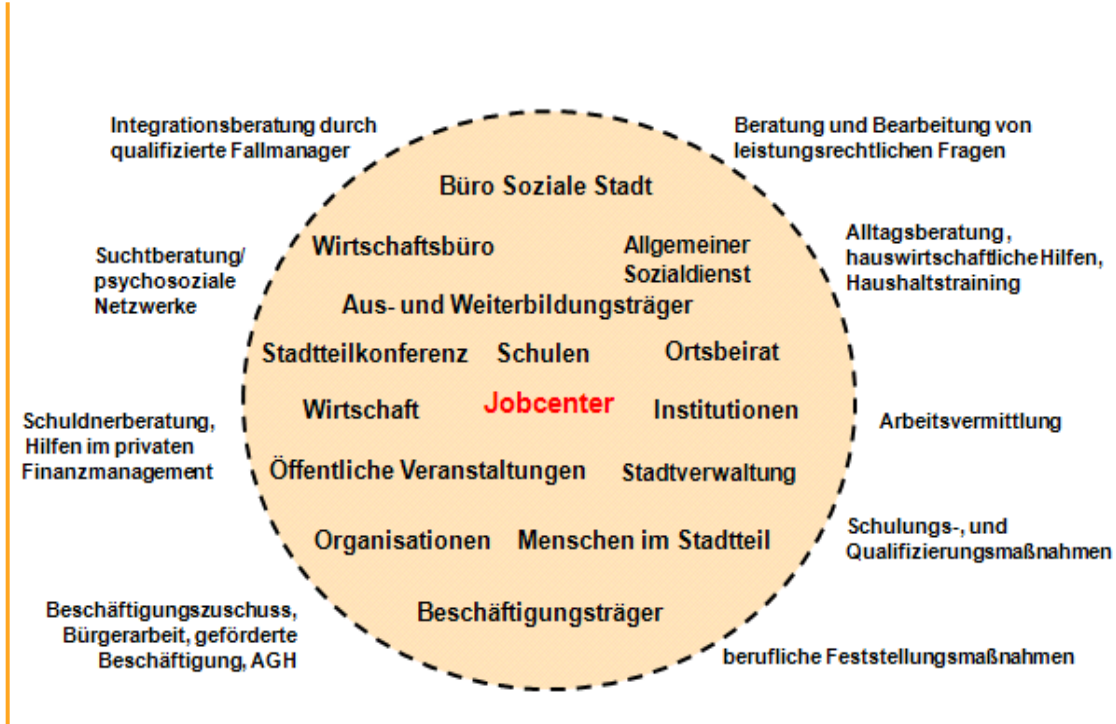 Integrationsberatung durch
qualifizierte Fallmanager
Beratung und Bearbeitung von
leistungsrechtlichen Fragen
Büro Soziale Stadt
Wirtschaftsbüro
Allgemeiner
Sozialdienst
Alltagsberatung,
hauswirtschaftliche Hilfen,
Haushaltstraining
Suchtberatung/
psychosoziale
Netzwerke
Aus- und Weiterbildungsträger
Stadtteilkonferenz
Schulen
Ortsbeirat
Wirtschaft
Jobcenter
Institutionen
Schuldnerberatung,
Hilfen im privaten
Finanzmanagement
Arbeitsvermittlung
Öffentliche Veranstaltungen
Stadtverwaltung
Organisationen
Menschen im Stadtteil
Schulungs-, und
Qualifizierungsmaßnahmen
Beschäftigungszuschuss,
Bürgerarbeit, geförderte
Beschäftigung, AGH
Beschäftigungsträger
berufliche Feststellungsmaßnahmen